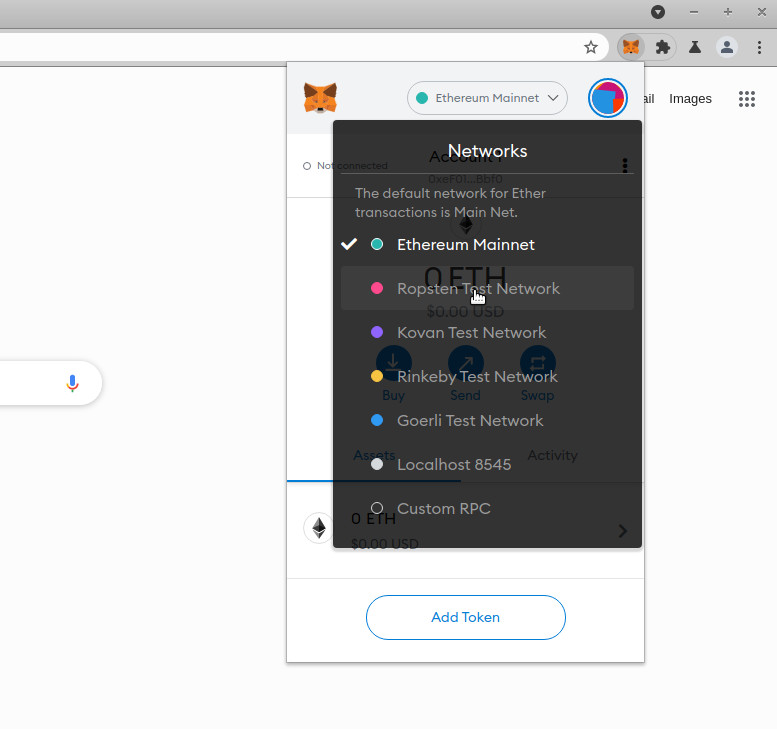 Ethereum Mainnet
ail Images
Networks
Not connected
Account 1
0xeF01...Bbf0
The default network for Ether
transactions is Main Net.
Ethereum Mainnet
0 ETH
Ropsten Test Network
$0.00 USD
Kovan Test Network
Rinkeby Test Network
Buy Send Swap
Goerli Test Network
Assets Activity
Localhost 8545
Custom RPC
0 ETH
$0.00 USD
Add Token